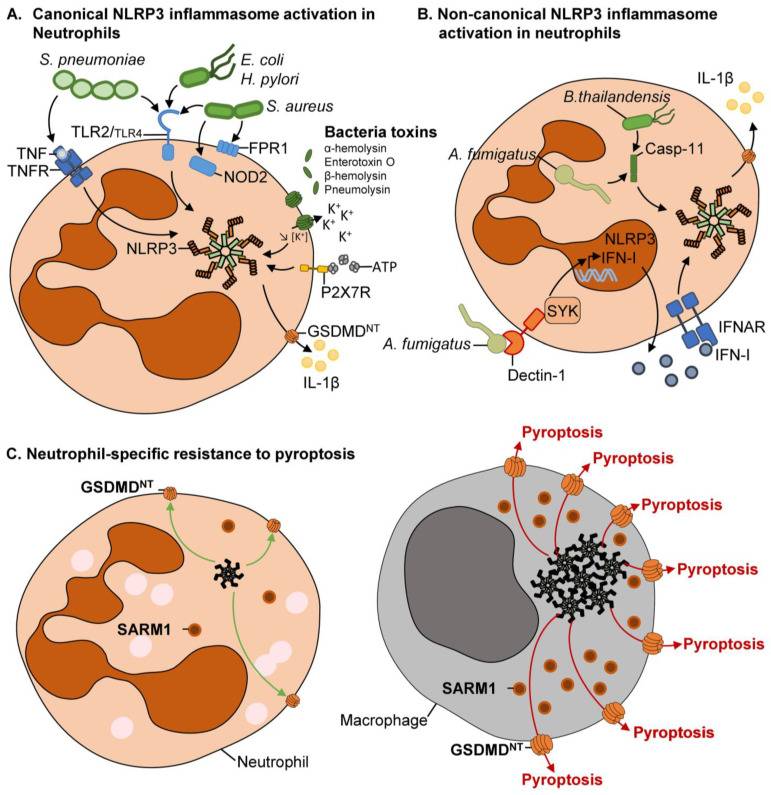 A. Canonical NLRP3 inflammasome activation in
Neutrophils
S. pneumoniae
E. coli
H. pylori
S. aureus
TLR2/TLR4
FPR1
TNF
TNFR
NOD2
Bacteria toxins
α-hemolysin
Enterotoxin O
β-hemolysin
Pneumolysin
K+
K+
K+
K+
↘ [K+]
NLRP3
ATP
P2X7R
GSDMDNT
IL-1β
B. Non-canonical NLRP3 inflammasome
activation in neutrophils
IL-1β
B.thailandensis
Casp-11
A. fumigatus
NLRP3
IFN-I
SYK
A. fumigatus
Dectin-1
IFNAR
IFN-I
C. Neutrophil-specific resistance to pyroptosis
GSDMDNT
SARM1
Neutrophil
Pyroptosis
Pyroptosis
Pyroptosis
Pyroptosis
Pyroptosis
SARM1
Macrophage
Pyroptosis
GSDMDNT
Pyroptosis